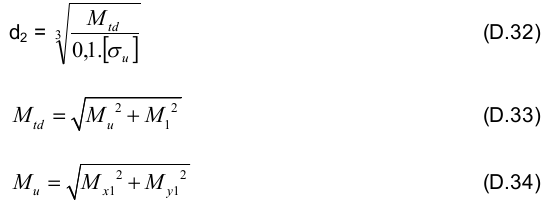 d₂ = ∛(M_td / 0,1.[σ_u]) (D.32)
M_td = √(M_u² + M_1²) (D.33)
M_u = √(M_x1² + M_y1²) (D.34)